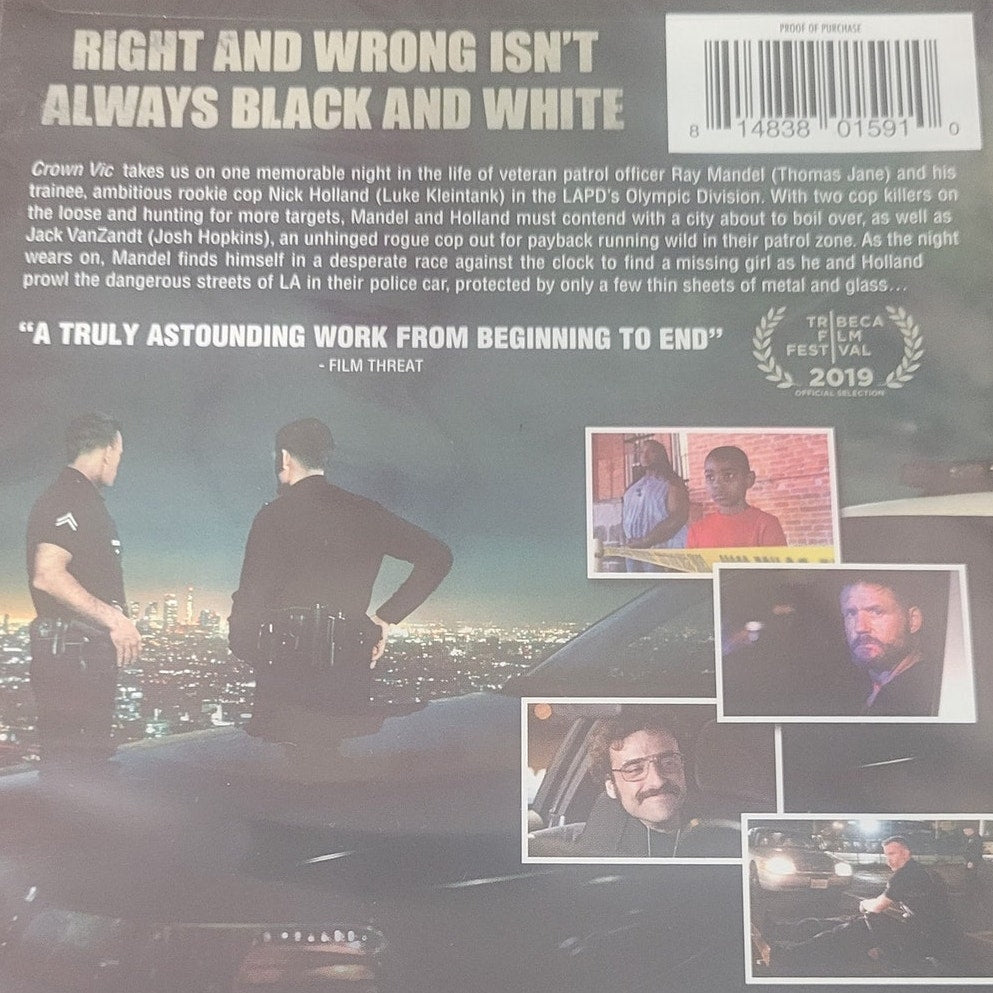 RIGHT AND WRONG ISN'T
ALWAYS BLACK AND WHITE
PROOF OF PURCHASE
8 14838 01591 0
Crown Vic takes us on one memorable night in the life of veteran patrol officer Ray Mandel (Thomas Jane) and his
trainee, ambitious rookie cop Nick Holland (Luke Kleintank) in the LAPD's Olympic Division. With two cop killers on
the loose and hunting for more targets, Mandel and Holland must contend with a city about to boil over, as well as
Jack VanZandt (Josh Hopkins), an unhinged rogue cop out for payback running wild in their patrol zone. As the night
wears on, Mandel finds himself in a desperate race against the clock to find a missing girl as he and Holland
prowl the dangerous streets of LA in their police car, protected by only a few thin sheets of metal and glass...
"A TRULY ASTOUNDING WORK FROM BEGINNING TO END"
- FILM THREAT
TRIBECA
FILM
FESTIVAL
2019
OFFICIAL SELECTION